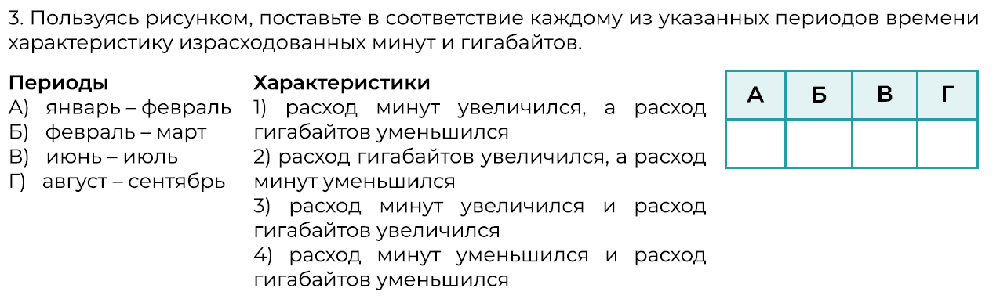 3. Пользуясь рисунком, поставьте в соответствие каждому из указанных периодов времени
характеристику израсходованных минут и гигабайтов.
Периоды
А) январь – февраль
Б) февраль – март
В) июнь – июль
Г) август – сентябрь
Характеристики
1) расход минут увеличился, а расход
гигабайтов уменьшился
2) расход гигабайтов увеличился, а расход
минут уменьшился
3) расход минут увеличился и расход
гигабайтов увеличился
4) расход минут уменьшился и расход
гигабайтов уменьшился
А Б В Г